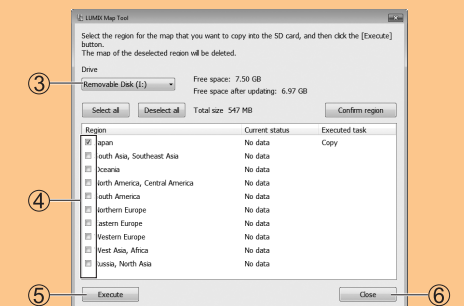 LUMIX Map Tool
Select the region for the map that you want to copy into the SD card, and then click the [Execute]
button.
The map of the deselected region will be deleted.
Drive
③ Removable Disk (I:) Free space: 7.50 GB
Free space after updating: 6.97 GB
Select all Deselect all Total size 547 MB Confirm region
Region Current status Executed task
Japan No data Copy
South Asia, Southeast Asia No data
Oceania No data
North America, Central America No data
④ South America No data
Northern Europe No data
Eastern Europe No data
Western Europe No data
West Asia, Africa No data
Russia, North Asia No data
⑤ Execute Close ⑥